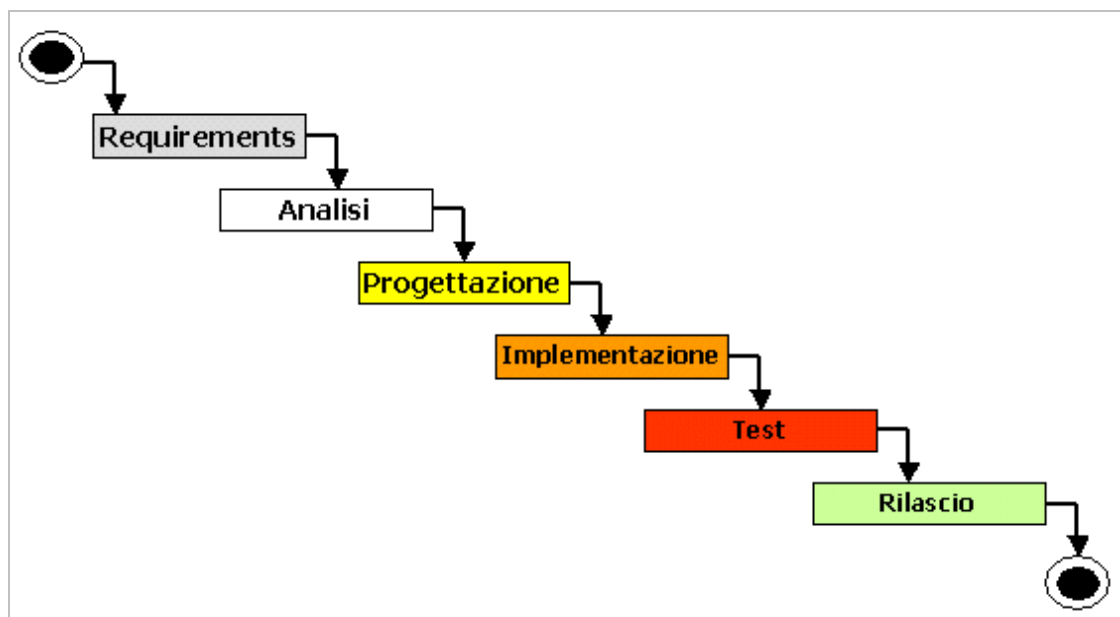 Requirements
Analisi
Progettazione
Implementazione
Test
Rilascio